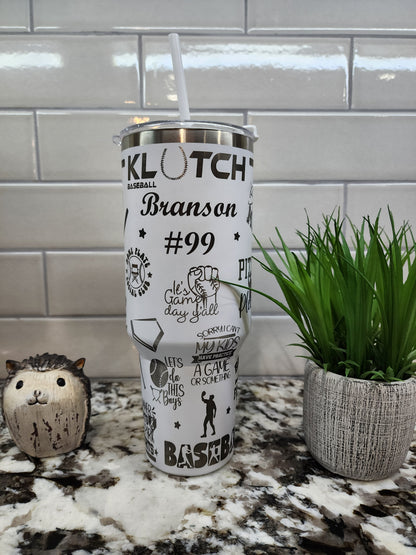 KLUTCH
BASEBALL
Branson
#99
It's
Game
day y'all
SORRY I CAN'T
MY KIDS
HAVE PRACTICE
A GAME
OR SOMETHING
LETS
do
THIS
Boys
BASEBA